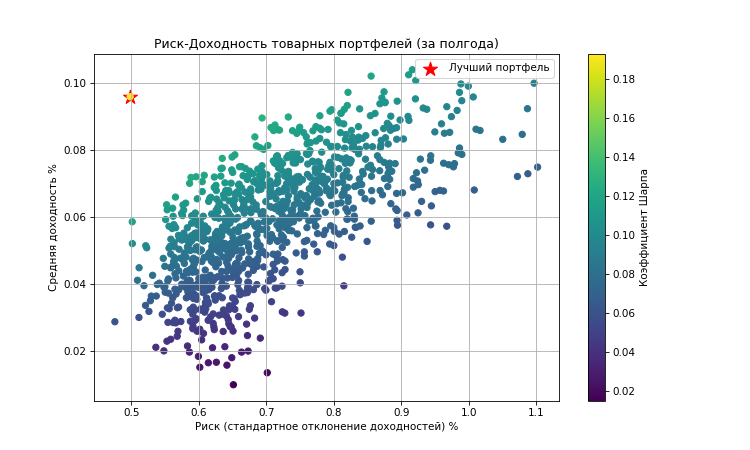 Риск-Доходность товарных портфелей (за полгода)
Лучший портфель
Средняя доходность %
0.10
0.08
0.06
0.04
0.02
0.5 0.6 0.7 0.8 0.9 1.0 1.1
Риск (стандартное отклонение доходностей) %
0.18
0.16
0.14
0.12
0.10
0.08
0.06
0.04
0.02
Коэффициент Шарпа